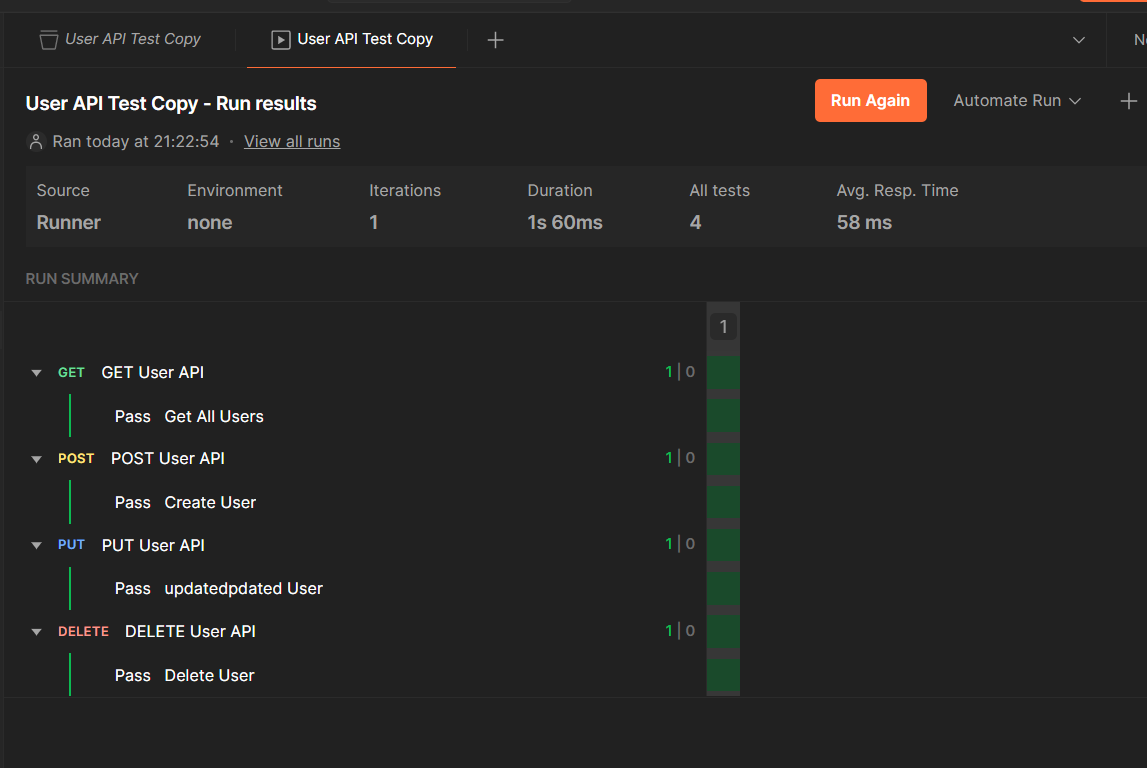 User API Test Copy User API Test Copy
User API Test Copy - Run results Run Again Automate Run
Ran today at 21:22:54 · View all runs
Source Environment Iterations Duration All tests Avg. Resp. Time
Runner none 1 1s 60ms 4 58 ms
RUN SUMMARY
1
GET GET User API 1 | 0
Pass Get All Users
POST POST User API 1 | 0
Pass Create User
PUT PUT User API 1 | 0
Pass updatedpdated User
DELETE DELETE User API 1 | 0
Pass Delete User